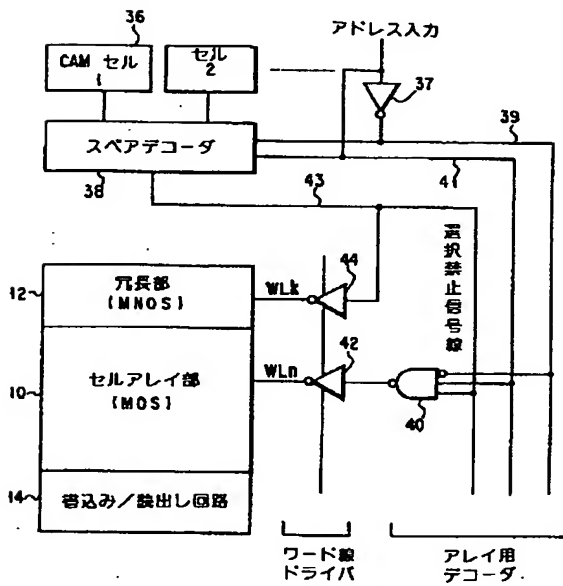 36
アドレス入力
CAM セル
1
セル
2
37
39
スペアデコーダ
38
41
43
選択禁止信号線
12
冗長部
(MNOS)
WLk
44
10
セルアレイ部
(MOS)
WLn
42
40
14
書込み/読出し回路
ワード線
ドライバ
アレイ用
デコーダ